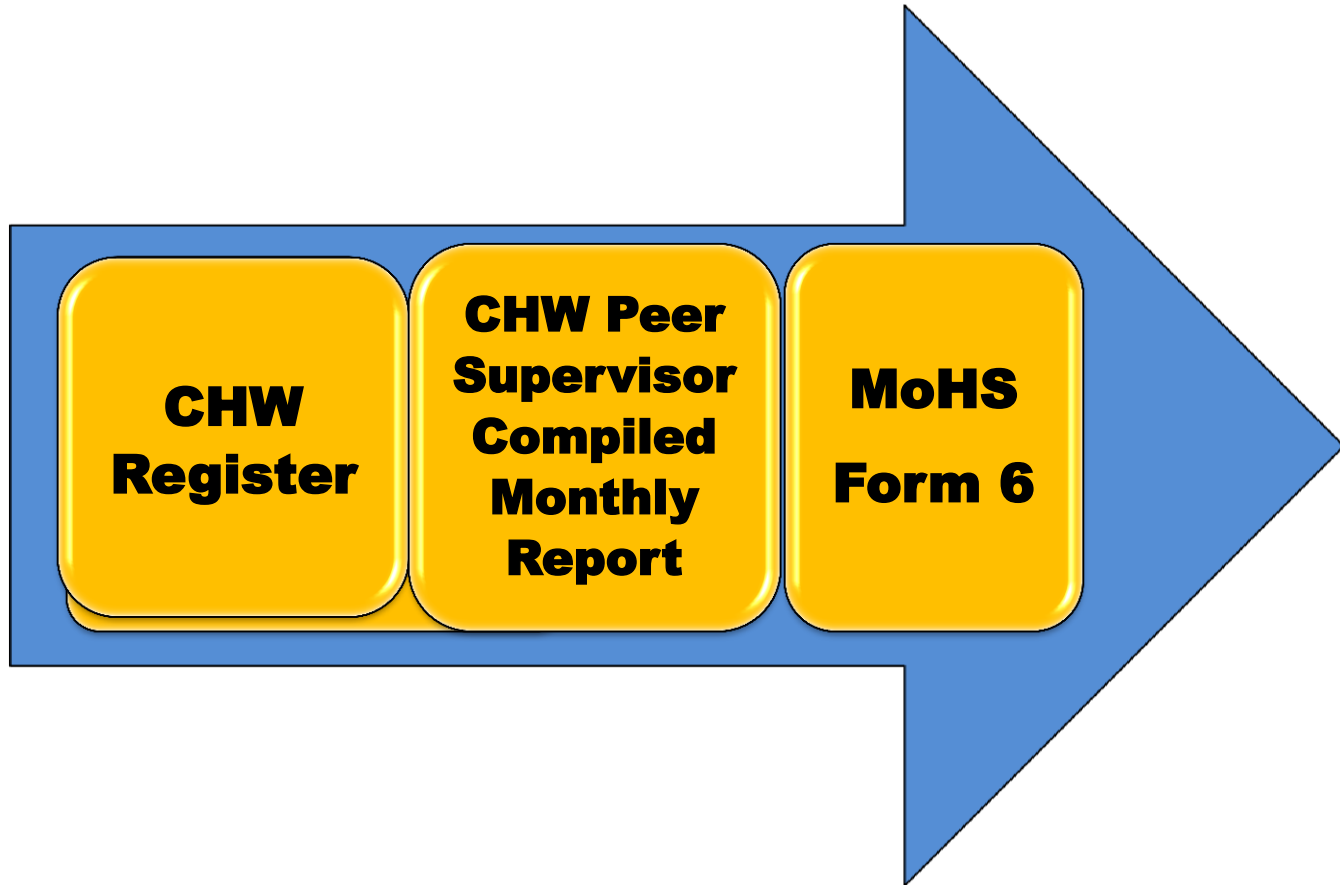 CHW
Register
CHW Peer
Supervisor
Compiled
Monthly
Report
MoHS
Form 6